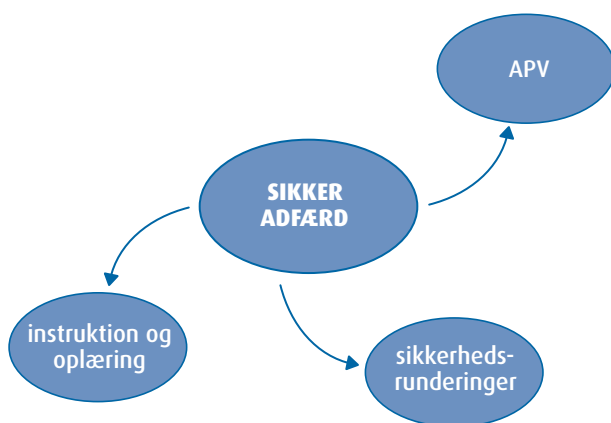 APV
SIKKER
ADFÆRD
instruktion og
oplæring
sikkerheds-
runderinger